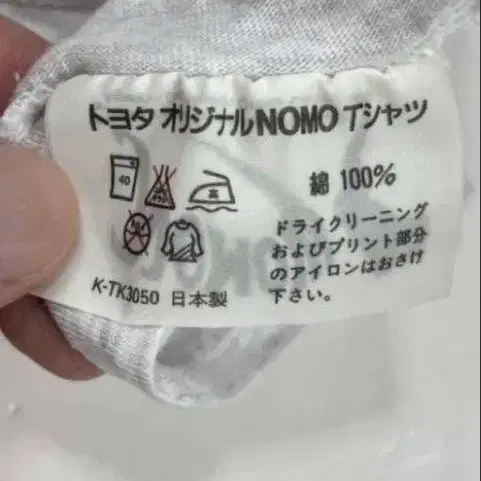 トヨタ オリジナルNOMO Tシャツ
40
高
綿 100%
ドライクリーニング
およびプリント部分
のアイロンはおさけ
下さい。
K-TK3050 日本製